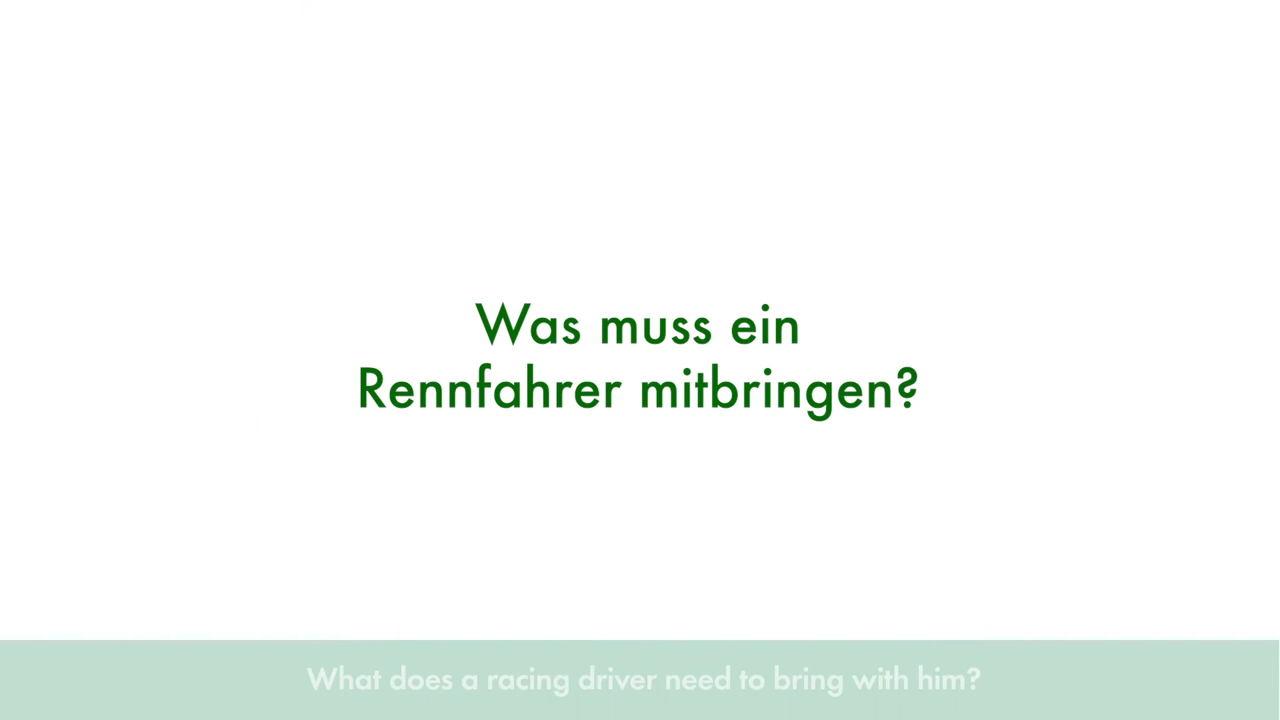 Was muss ein
Rennfahrer mitbringen?
What does a racing driver need to bring with him?